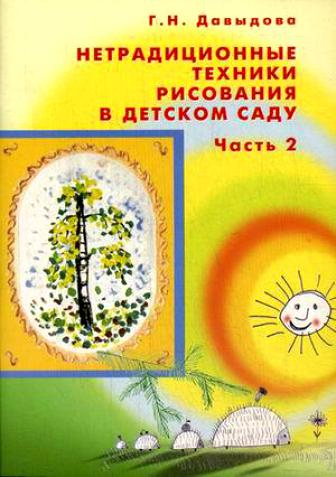 Г.Н. Давыдова
НЕТРАДИЦИОННЫЕ
ТЕХНИКИ
РИСОВАНИЯ
В ДЕТСКОМ САДУ
Часть 2